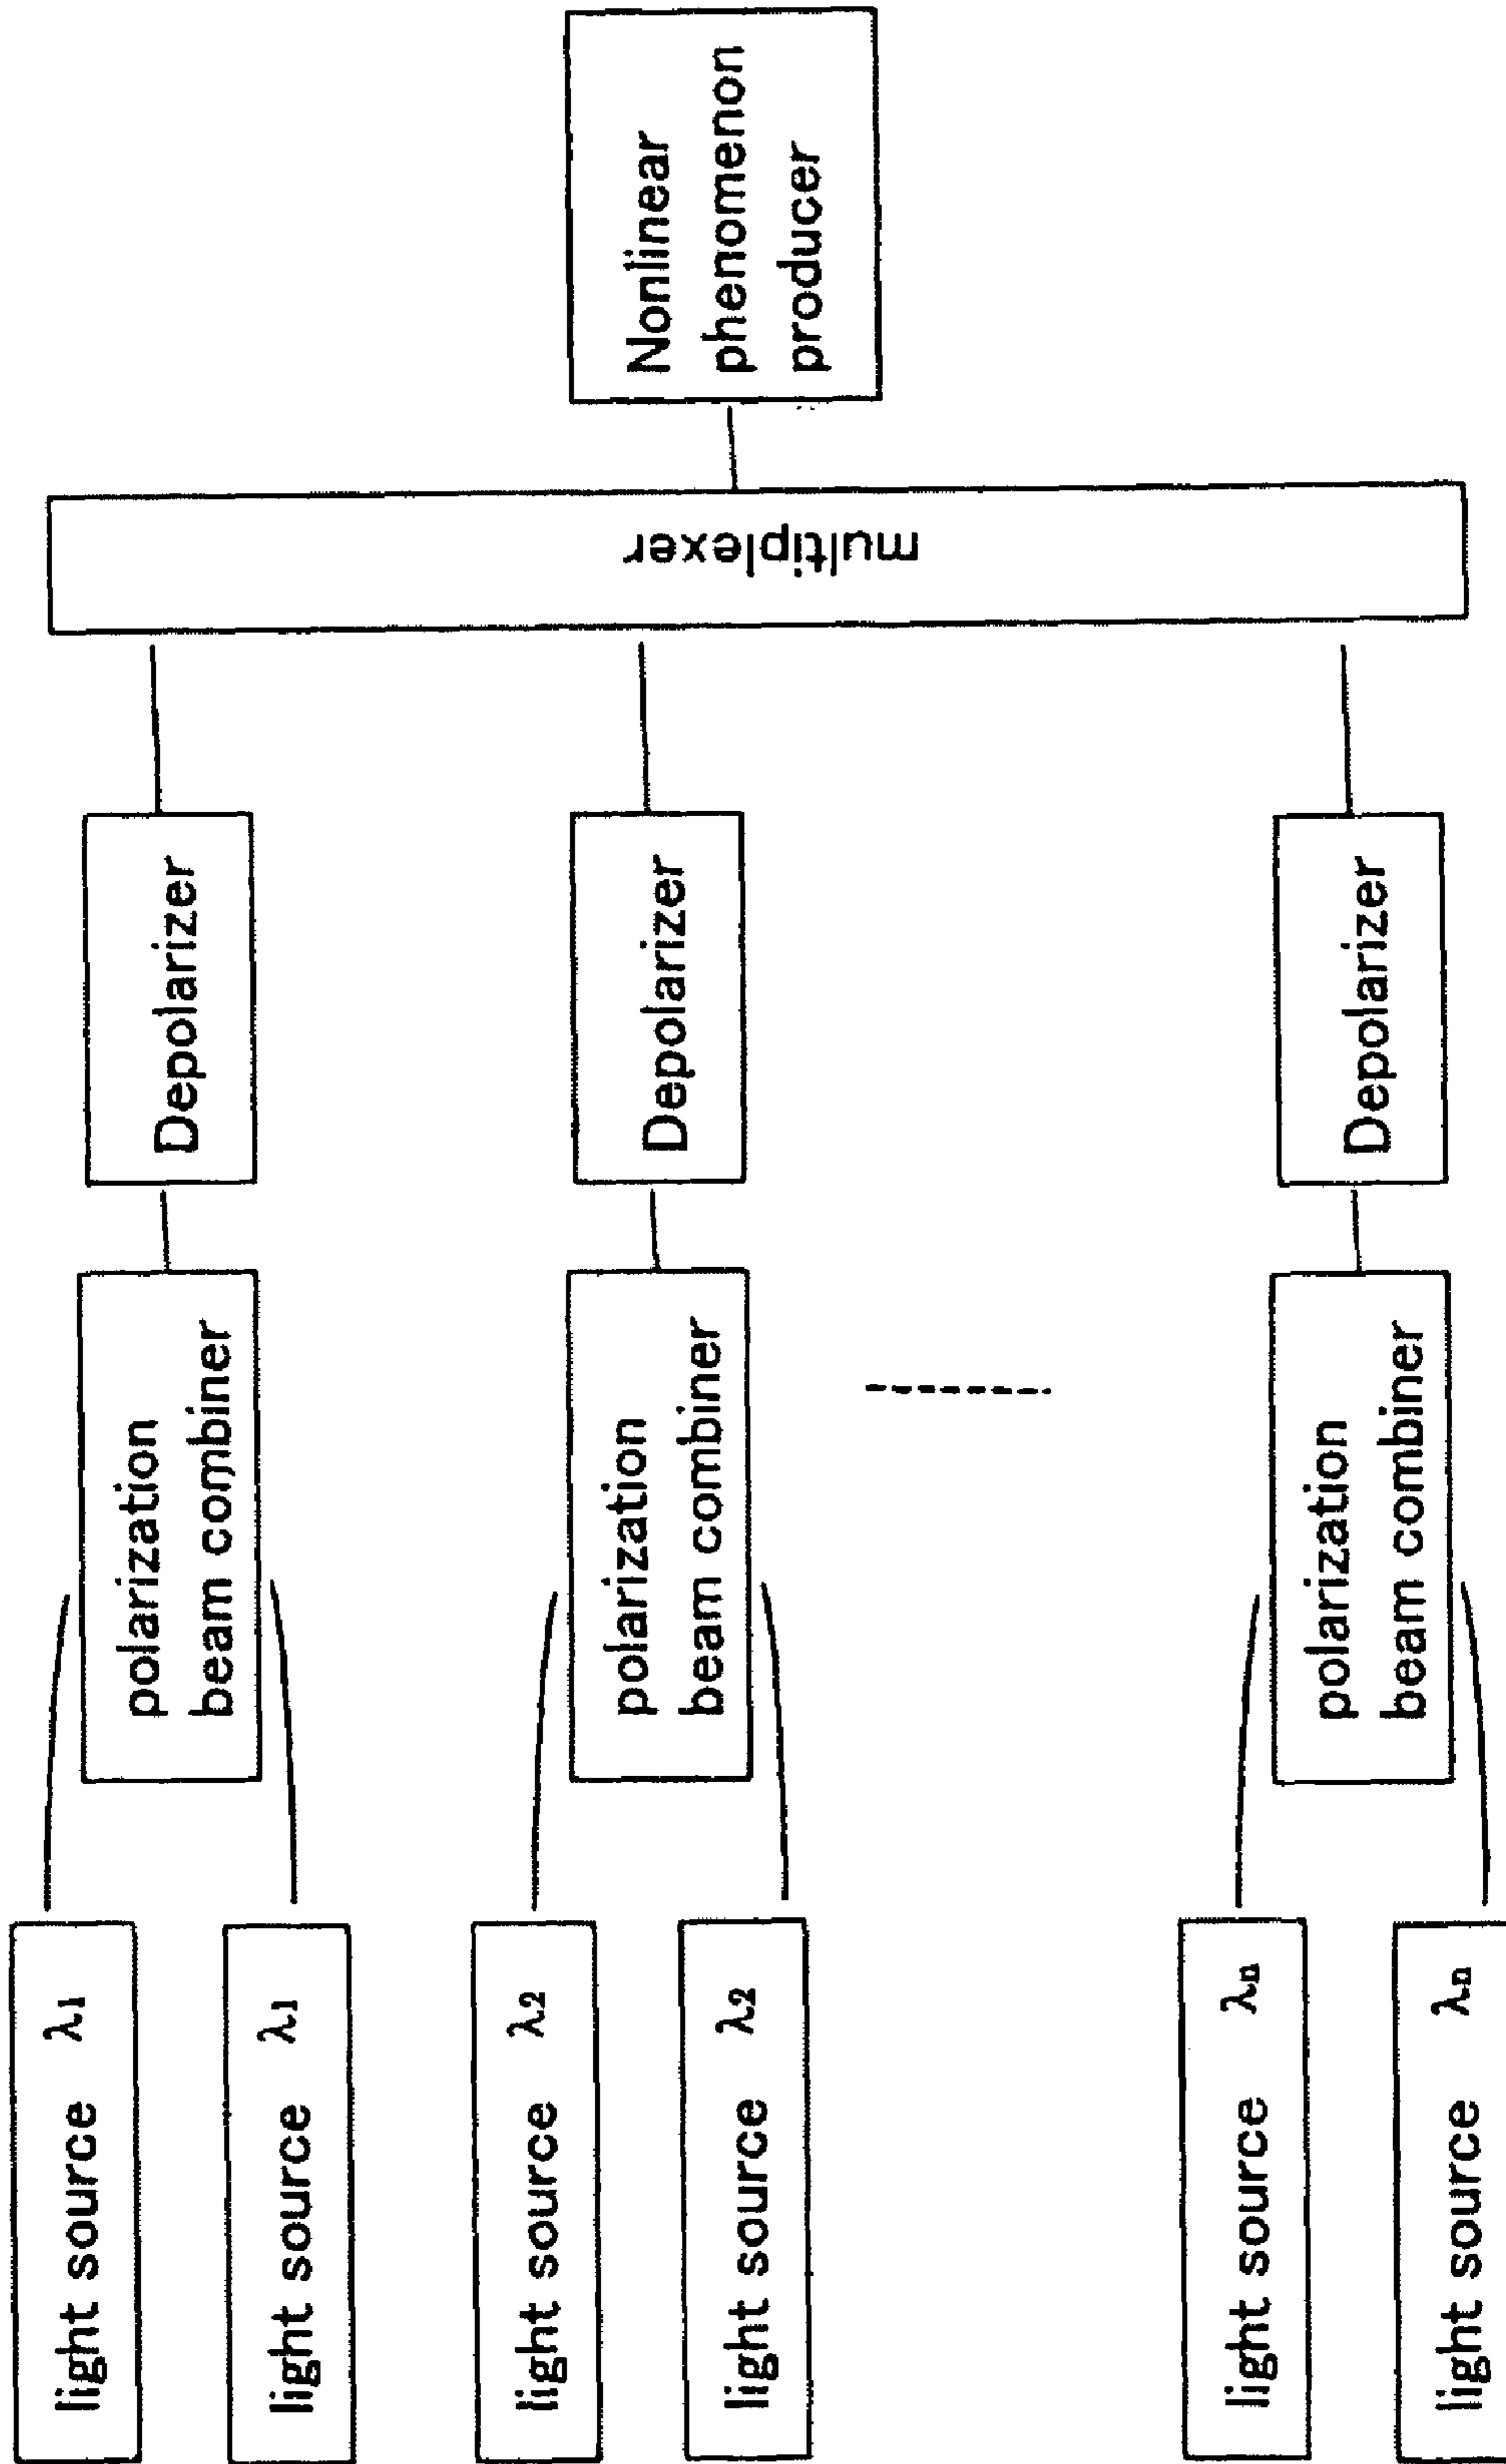 light source λ1
light source λ1
polarization
beam combiner
Depolarizer
light source λ2
light source λ2
polarization
beam combiner
Depolarizer
light source λn
light source λn
polarization
beam combiner
Depolarizer
multiplexer
Nonlinear
phenomenon
producer